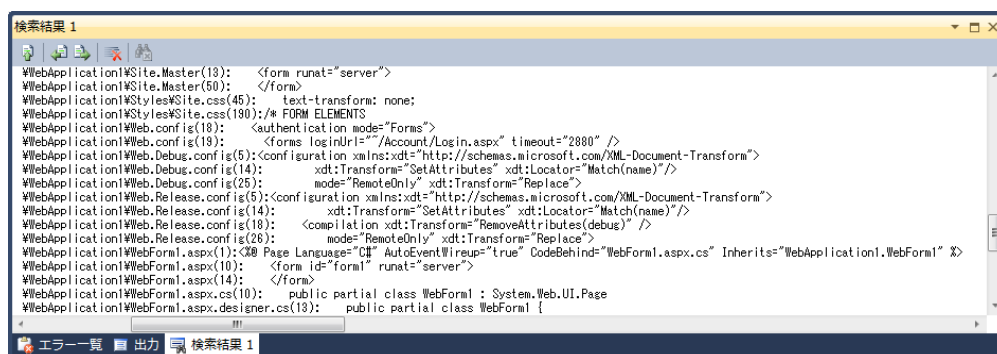 検索結果 1
¥WebApplication1¥Site.Master(13):    <form runat="server">
¥WebApplication1¥Site.Master(50):    </form>
¥WebApplication1¥Styles¥Site.css(45):    text-transform: none;
¥WebApplication1¥Styles¥Site.css(190):/* FORM ELEMENTS
¥WebApplication1¥Web.config(18):    <authentication mode="Forms">
¥WebApplication1¥Web.config(19):      <forms loginUrl="~/Account/Login.aspx" timeout="2880" />
¥WebApplication1¥Web.Debug.config(5):<configuration xmlns:xdt="http://schemas.microsoft.com/XML-Document-Transform">
¥WebApplication1¥Web.Debug.config(14):        xdt:Transform="SetAttributes" xdt:Locator="Match(name)"/>
¥WebApplication1¥Web.Debug.config(25):        mode="RemoteOnly" xdt:Transform="Replace">
¥WebApplication1¥Web.Release.config(5):<configuration xmlns:xdt="http://schemas.microsoft.com/XML-Document-Transform">
¥WebApplication1¥Web.Release.config(14):        xdt:Transform="SetAttributes" xdt:Locator="Match(name)"/>
¥WebApplication1¥Web.Release.config(18):    <compilation xdt:Transform="RemoveAttributes(debug)" />
¥WebApplication1¥Web.Release.config(26):        mode="RemoteOnly" xdt:Transform="Replace">
¥WebApplication1¥WebForm1.aspx(1):<%@ Page Language="C#" AutoEventWireup="true" CodeBehind="WebForm1.aspx.cs" Inherits="WebApplication1.WebForm1" %>
¥WebApplication1¥WebForm1.aspx(10):    <form id="form1" runat="server">
¥WebApplication1¥WebForm1.aspx(14):    </form>
¥WebApplication1¥WebForm1.aspx.cs(10):    public partial class WebForm1 : System.Web.UI.Page
¥WebApplication1¥WebForm1.aspx.designer.cs(13):    public partial class WebForm1 {
エラー一覧 出力 検索結果 1